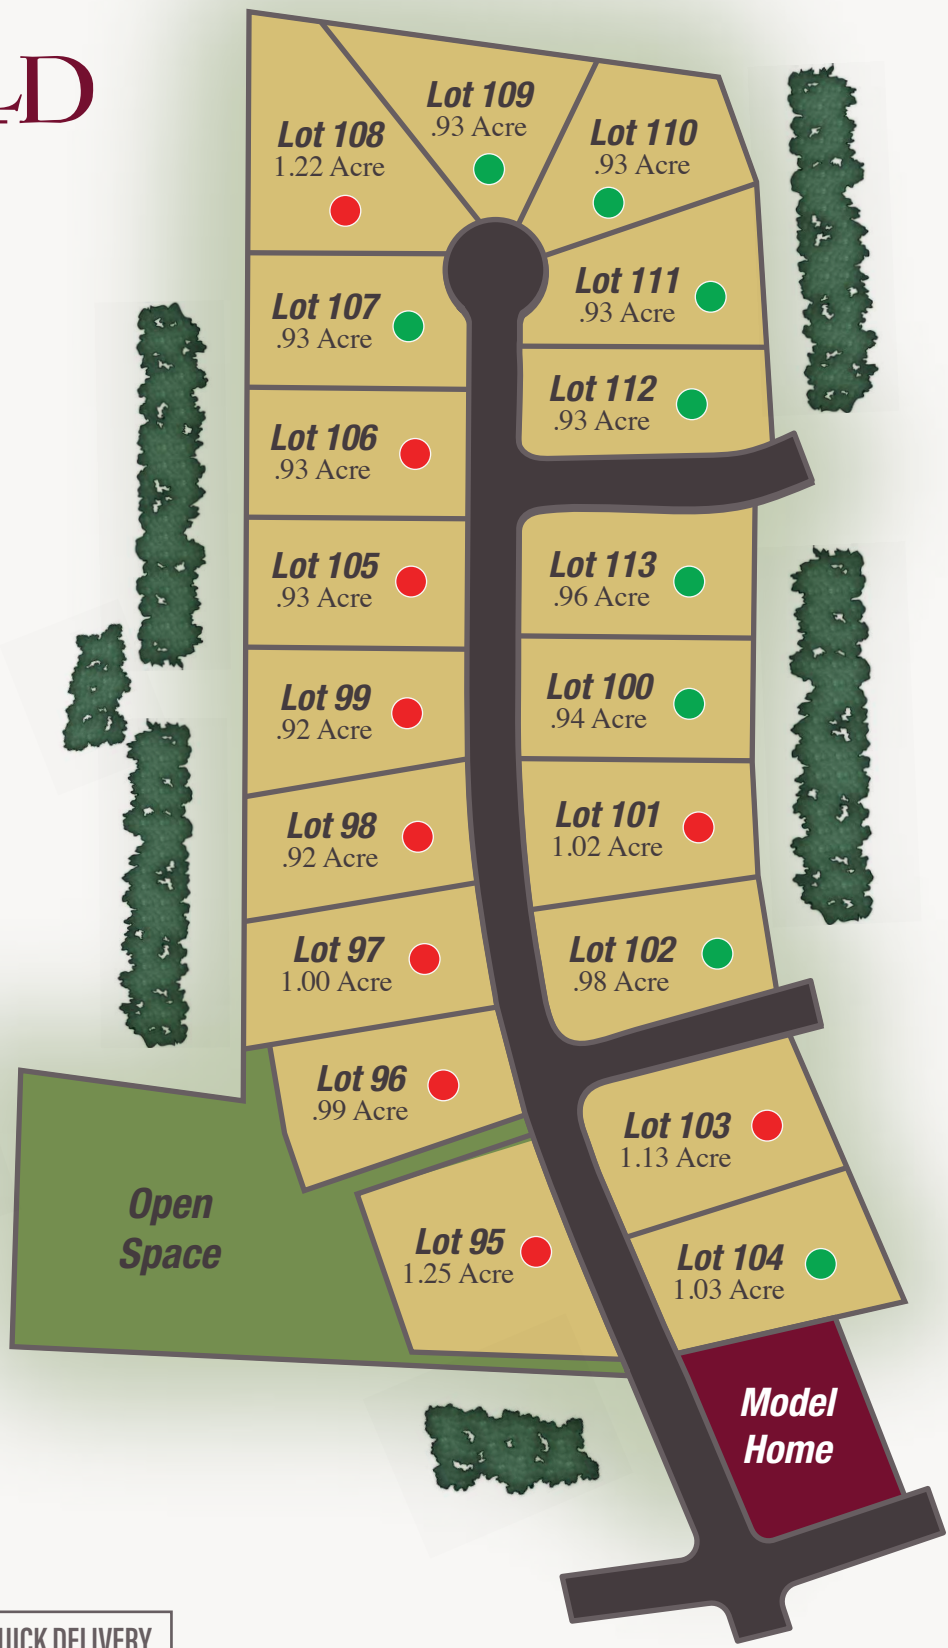 LD
Lot 109
.93 Acre
Lot 108
1.22 Acre
Lot 110
.93 Acre
Lot 107
.93 Acre
Lot 111
.93 Acre
Lot 112
.93 Acre
Lot 106
.93 Acre
Lot 105
.93 Acre
Lot 113
.96 Acre
Lot 99
.92 Acre
Lot 100
.94 Acre
Lot 98
.92 Acre
Lot 101
1.02 Acre
Lot 97
1.00 Acre
Lot 102
.98 Acre
Lot 96
.99 Acre
Lot 103
1.13 Acre
Open
Space
Lot 95
1.25 Acre
Lot 104
1.03 Acre
Model
Home
UICK DELIVERY